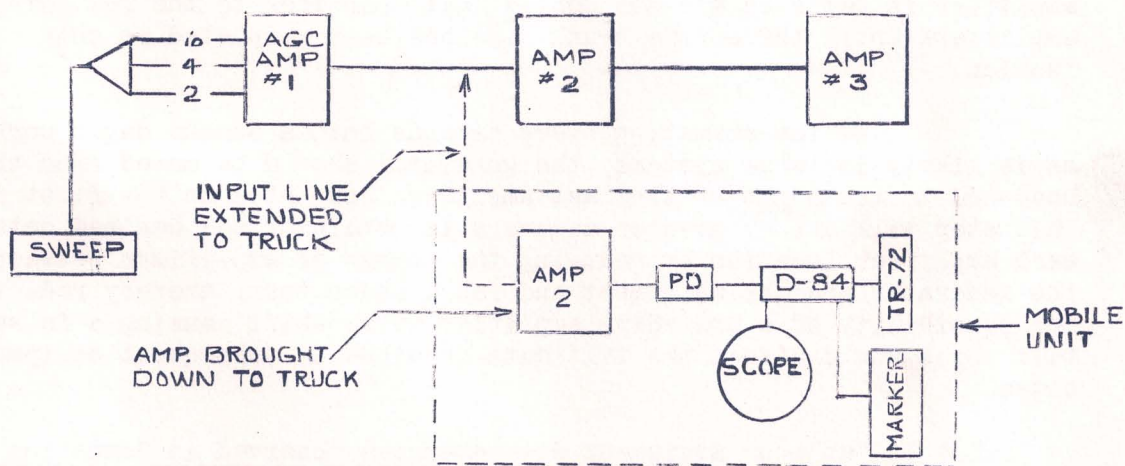 10
4
2
AGC
AMP
#1
AMP
#2
AMP
#3
INPUT LINE
EXTENDED
TO TRUCK
SWEEP
AMP
2
PD
D-84
TR-72
MOBILE
UNIT
AMP. BROUGHT
DOWN TO TRUCK
SCOPE
MARKER